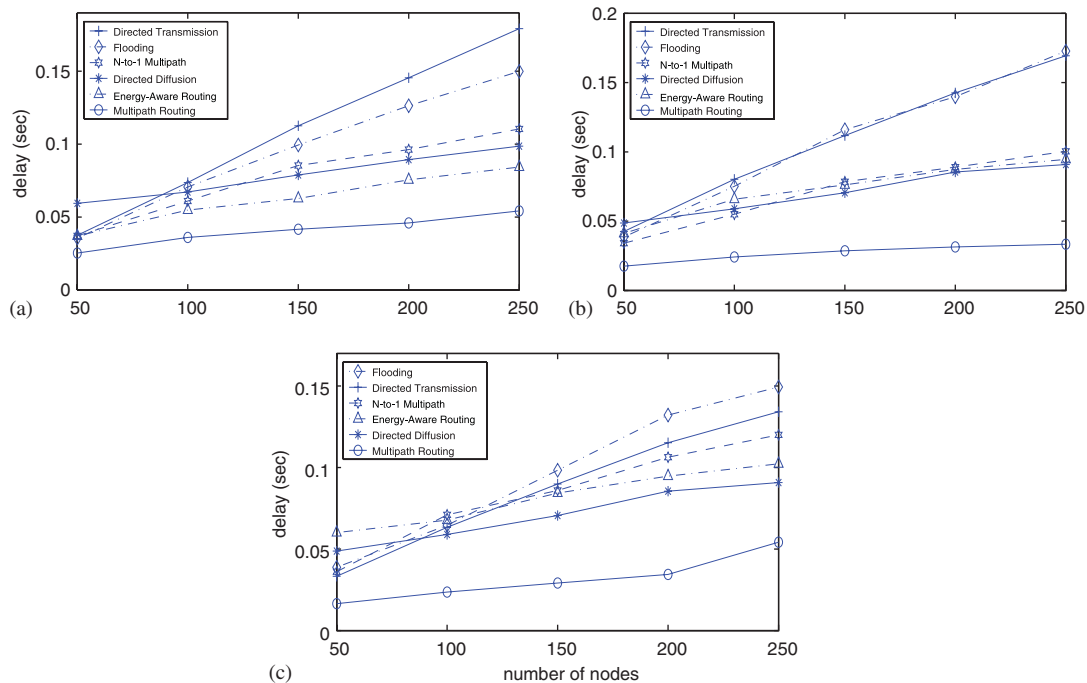 Directed Transmission
Flooding
N-to-1 Multipath
Directed Diffusion
Energy-Aware Routing
Multipath Routing
delay (sec)
0.15
0.1
0.05
0
50
100
150
200
250
(a)
Directed Transmission
Flooding
N-to-1 Multipath
Directed Diffusion
Energy-Aware Routing
Multipath Routing
delay (sec)
0.2
0.15
0.1
0.05
0
50
100
150
200
250
(b)
Flooding
Directed Transmission
N-to-1 Multipath
Energy-Aware Routing
Directed Diffusion
Multipath Routing
delay (sec)
0.15
0.1
0.05
0
50
100
150
200
250
number of nodes
(c)